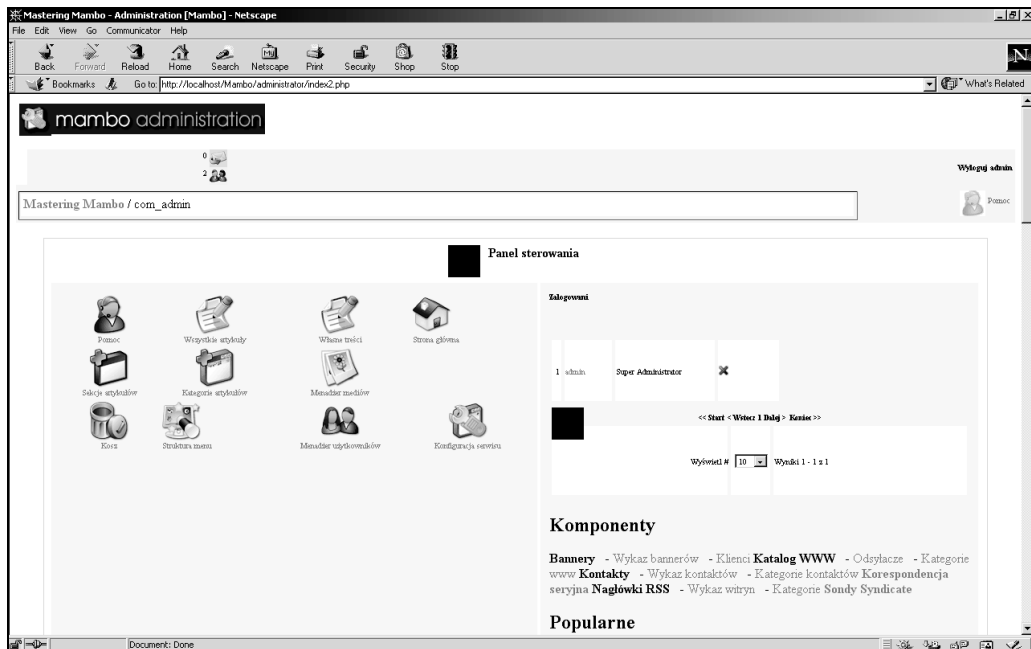 Mastering Mambo - Administration [Mambo] - Netscape
File Edit View Go Communicator Help
Back Forward Reload Home Search Netscape Print Security Shop Stop
My
N
Bookmarks Go to: http://localhost/Mambo/administrator/index2.php What's Related
mambo administration
0
2
Wyloguj admin
Mastering Mambo / com_admin
Pomoc
Panel sterowania
Pomoc Wszystkie artykuły Własne treści Strona główna
Sekcje artykułów Kategorie artykułów Menadżer mediów
Kosz Struktura menu Menadżer użytkowników Konfiguracja serwisu
Zalogowani
1 admin Super Administrator
<< Start < Wstecz 1 Dalej > Koniec >>
Wyświetl # 10 Wyniki 1 - 1 z 1
Komponenty
Bannery - Wykaz bannerów - Klienci Katalog WWW - Odsyłacze - Kategorie
www Kontakty - Wykaz kontaktów - Kategorie kontaktów Korespondencja
seryjna Nagłówki RSS - Wykaz witryn - Kategorie Sondy Syndicate
Popularne
Document: Done